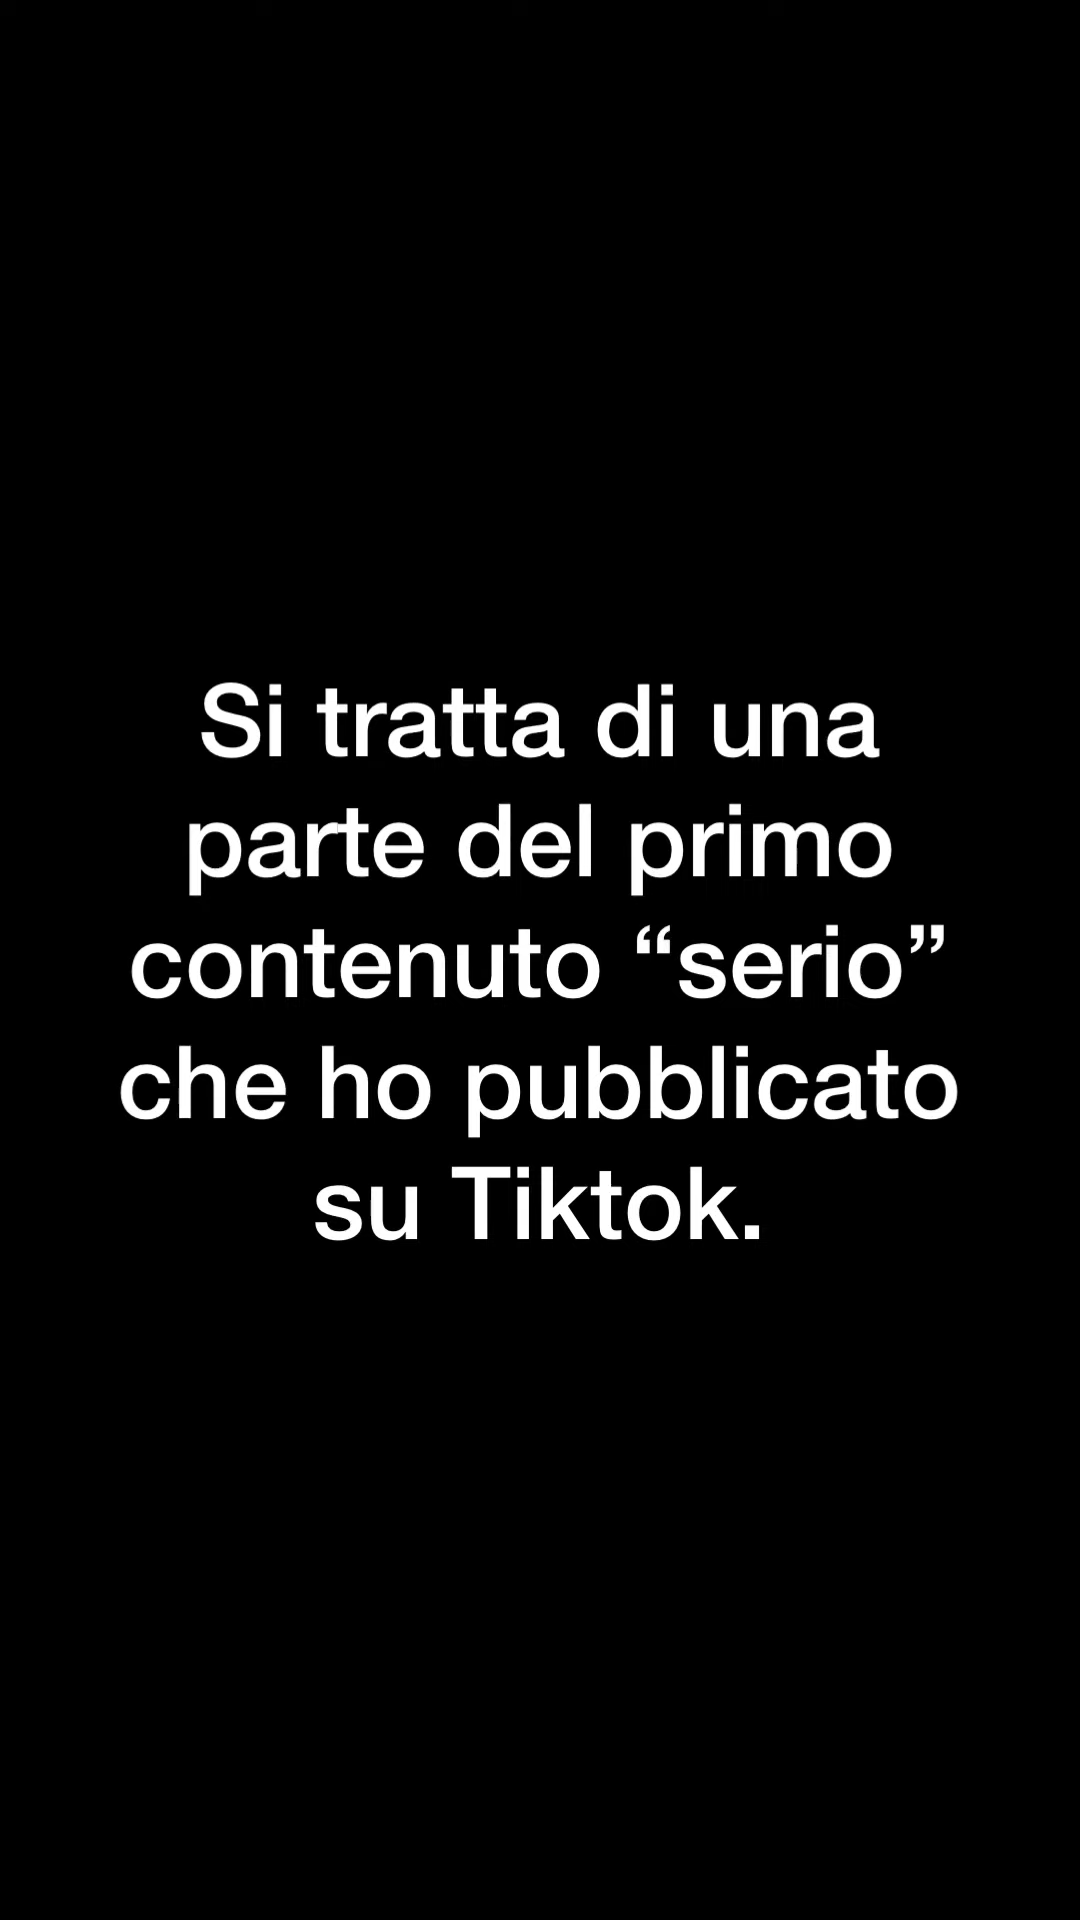 Si tratta di una
parte del primo
contenuto “serio”
che ho pubblicato
su Tiktok.